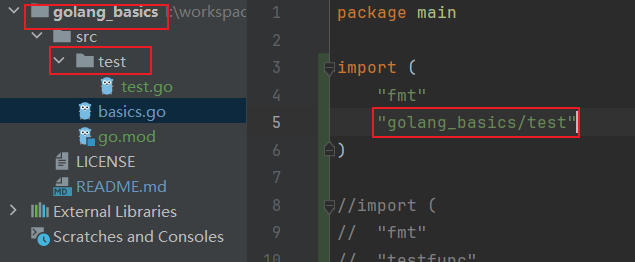 golang_basics :\workspac
src
test
test.go
basics.go
go.mod
LICENSE
README.md
External Libraries
Scratches and Consoles
1 package main
2
3 import (
4 "fmt"
5 "golang_basics/test"
6 )
7
8 //import (
9 // "fmt"
10 // "testfunc"